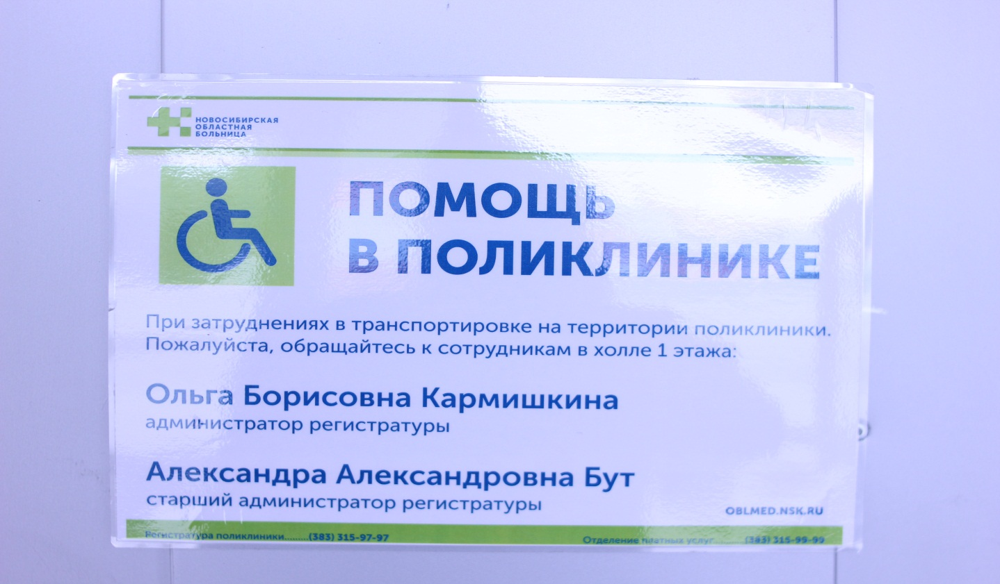 НОВОСИБИРСКАЯ
ОБЛАСТНАЯ
БОЛЬНИЦА
ПОМОЩЬ
В ПОЛИКЛИНИКЕ
При затруднениях в транспортировке на территории поликлиники.
Пожалуйста, обращайтесь к сотрудникам в холле 1 этажа:
Ольга Борисовна Кармишкина
администратор регистратуры
Александра Александровна Бут
старший администратор регистратуры
OBLMED.NSK.RU
Регистратура поликлиники.........(383) 315-97-97
Отделение платных услуг.........(383) 315-99-99